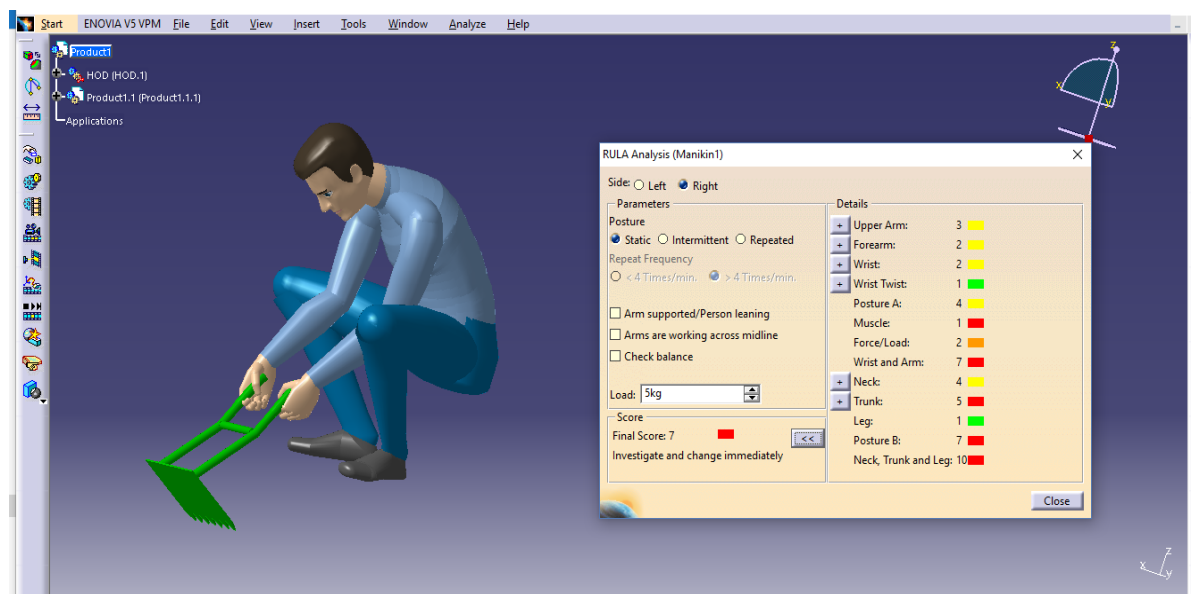 Start ENOVIA V5 VPM File Edit View Insert Tools Window Analyze Help
Product1
HOD (HOD.1)
Product1.1 (Product1.1.1)
Applications
z
x
y
RULA Analysis (Manikin1)
Side: Left Right
Parameters
Posture
Static Intermittent Repeated
Repeat Frequency
< 4 Times/min. > 4 Times/min.
Arm supported/Person leaning
Arms are working across midline
Check balance
Load: 5kg
Score
Final Score: 7
<<
Investigate and change immediately
Details
+ Upper Arm: 3
+ Forearm: 2
+ Wrist: 2
+ Wrist Twist: 1
Posture A: 4
Muscle: 1
Force/Load: 2
Wrist and Arm: 7
+ Neck: 4
+ Trunk: 5
Leg: 1
Posture B: 7
Neck, Trunk and Leg: 10
Close
z
x
y